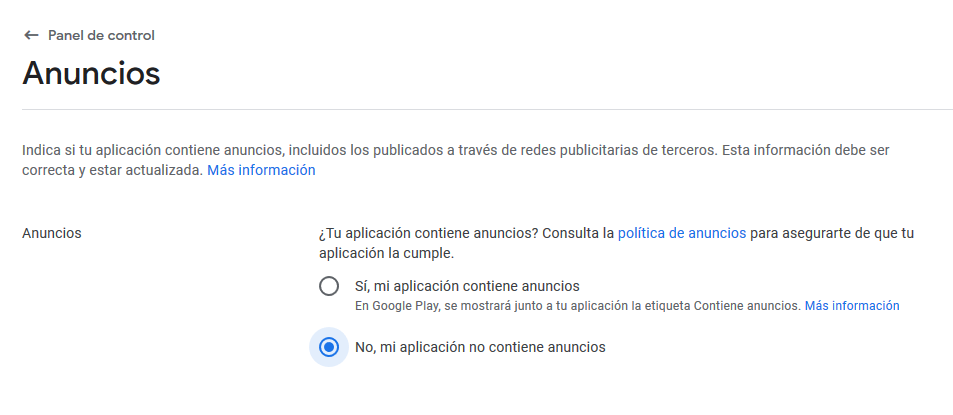 Panel de control
Anuncios
Indica si tu aplicación contiene anuncios, incluidos los publicados a través de redes publicitarias de terceros. Esta información debe ser
correcta y estar actualizada. Más información
Anuncios
¿Tu aplicación contiene anuncios? Consulta la política de anuncios para asegurarte de que tu
aplicación la cumple.
Sí, mi aplicación contiene anuncios
En Google Play, se mostrará junto a tu aplicación la etiqueta Contiene anuncios. Más información
No, mi aplicación no contiene anuncios